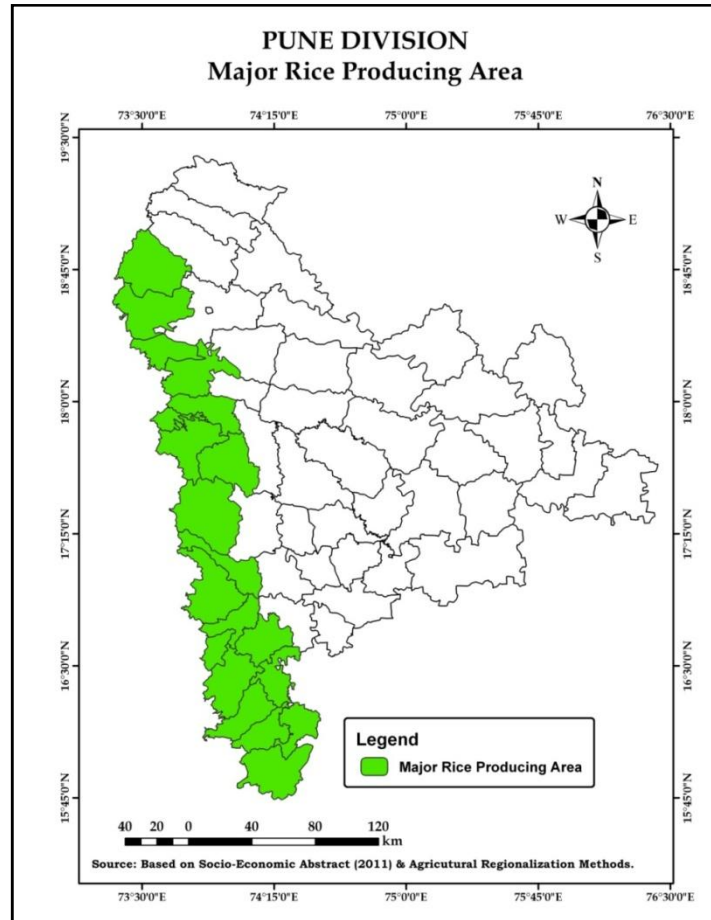 PUNE DIVISION
Major Rice Producing Area
73°30'0"E 74°15'0"E 75°0'0"E 75°45'0"E 76°30'0"E
19°30'0"N 19°30'0"N
N
W E
S
18°45'0"N 18°45'0"N
18°0'0"N 18°0'0"N
17°15'0"N 17°15'0"N
16°30'0"N 16°30'0"N
Legend
Major Rice Producing Area
15°45'0"N 15°45'0"N
40 20 0 40 80 120
km
Source: Based on Socio-Economic Abstract (2011) & Agricutural Regionalization Methods.
73°30'0"E 74°15'0"E 75°0'0"E 75°45'0"E 76°30'0"E